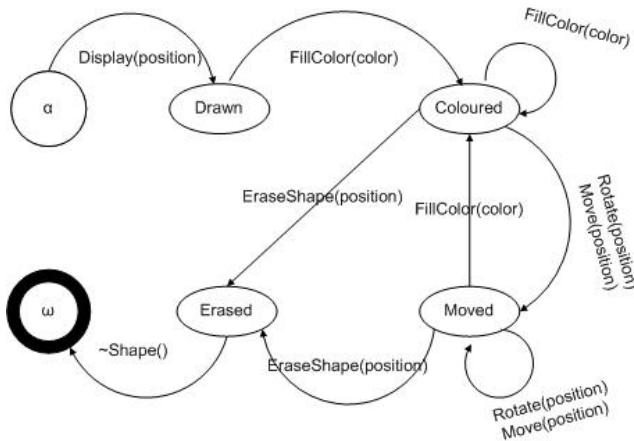 FillColor(color)
Display(position)
FillColor(color)
α
Drawn
Coloured
EraseShape(position)
FillColor(color)
Rotate(position)
Move(position)
ω
Erased
Moved
~Shape()
EraseShape(position)
Rotate(position)
Move(position)